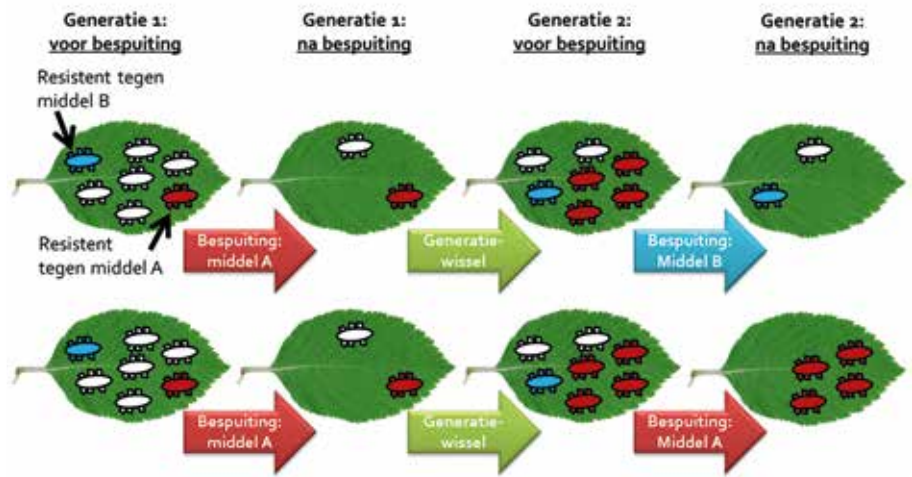 Generatie 1:
voor bespuiting
Generatie 1:
na bespuiting
Generatie 2:
voor bespuiting
Generatie 2:
na bespuiting
Resistent tegen
middel B
Resistent
tegen middel A
Bespuiting:
middel A
Generatie-
wissel
Bespuiting:
Middel B
Bespuiting:
middel A
Generatie-
wissel
Bespuiting:
Middel A